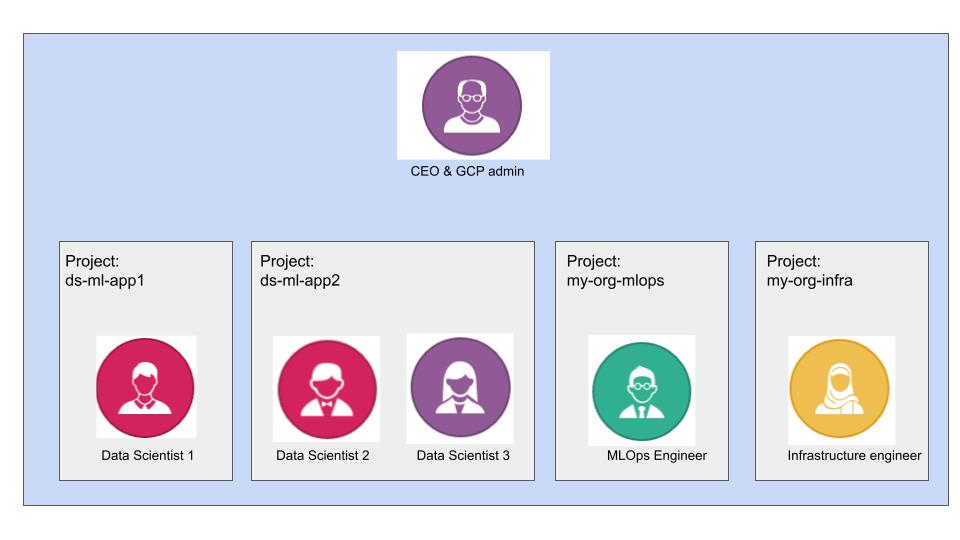 CEO & GCP admin
Project:
ds-ml-app1
Project:
ds-ml-app2
Project:
my-org-mlops
Project:
my-org-infra
Data Scientist 1
Data Scientist 2
Data Scientist 3
MLOps Engineer
Infrastructure engineer